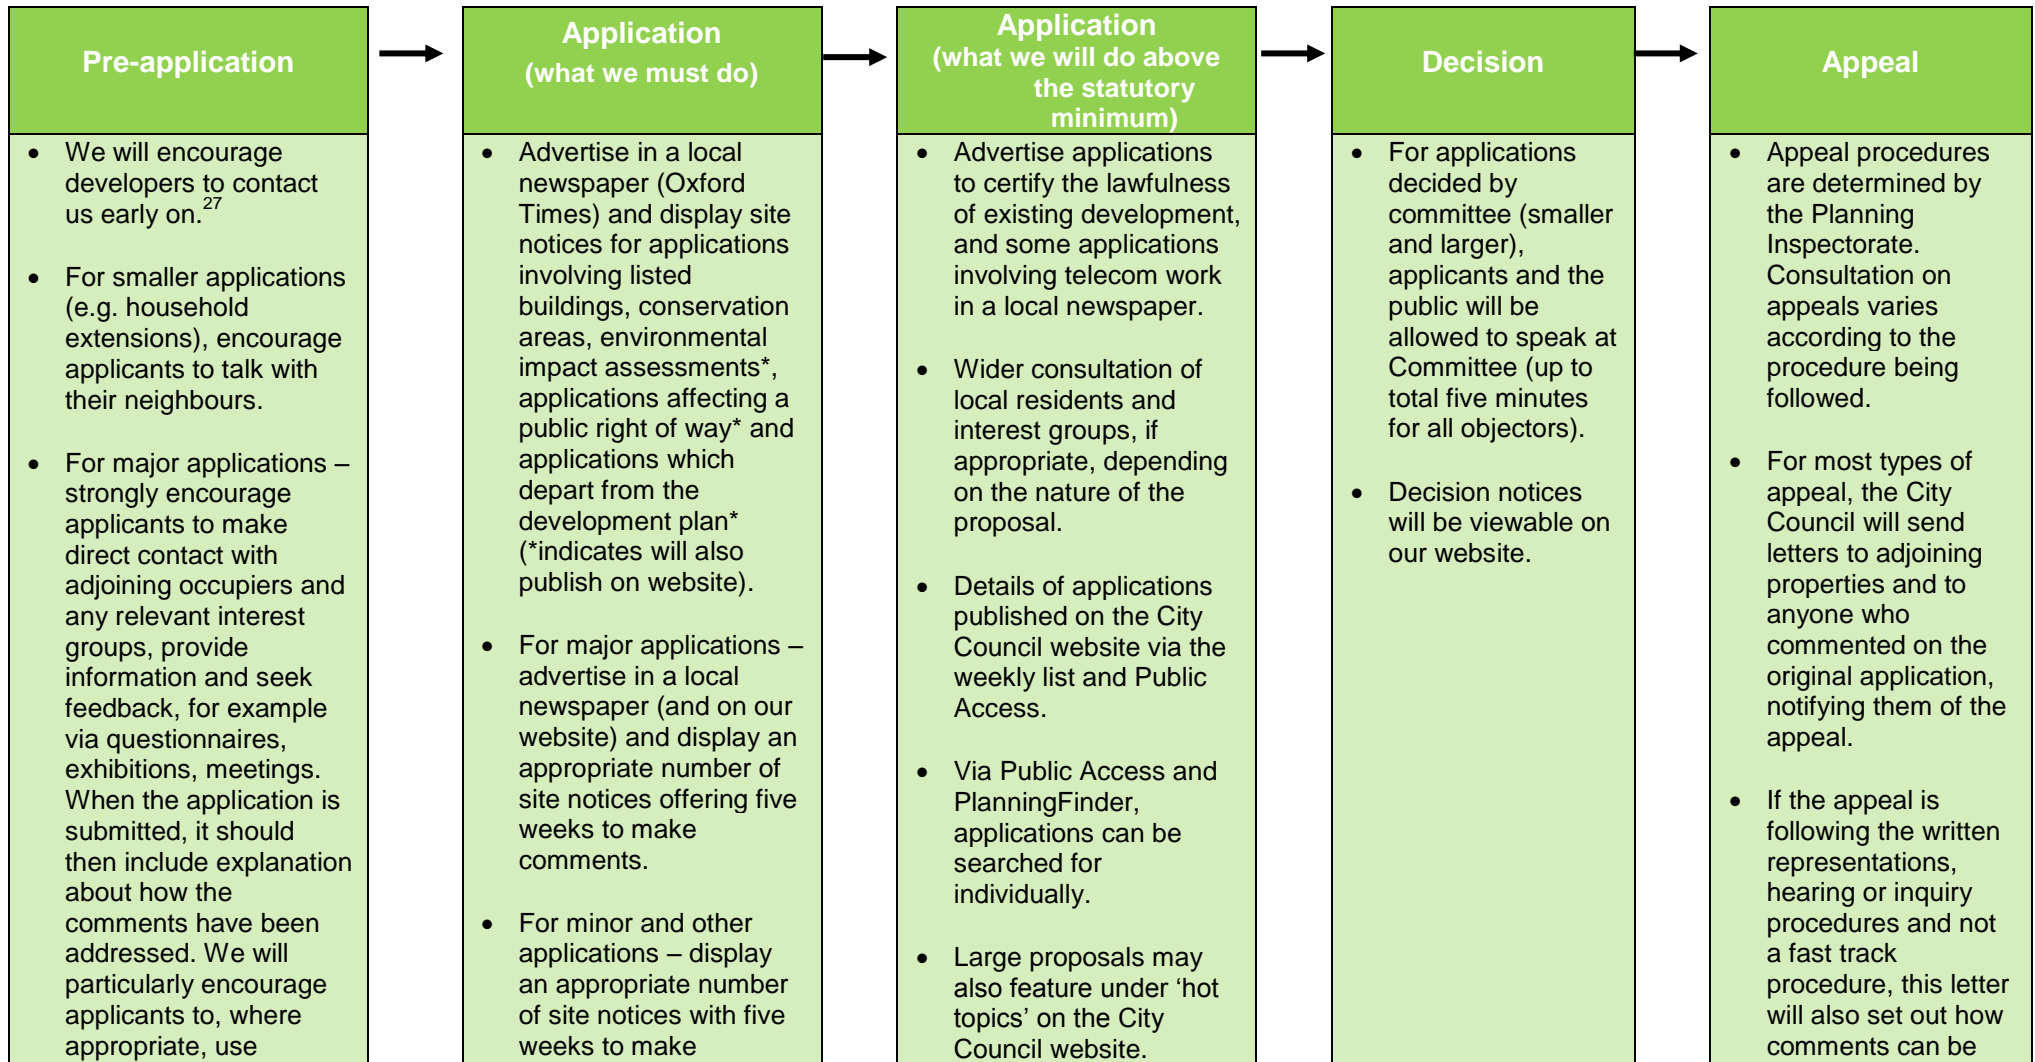 Pre-application
We will encourage
developers to contact
us early on.27
For smaller applications
(e.g. household
extensions), encourage
applicants to talk with
their neighbours.
For major applications –
strongly encourage
applicants to make
direct contact with
adjoining occupiers and
any relevant interest
groups, provide
information and seek
feedback, for example
via questionnaires,
exhibitions, meetings.
When the application is
submitted, it should
then include explanation
about how the
comments have been
addressed. We will
particularly encourage
applicants to, where
appropriate, use
Application
(what we must do)
Advertise in a local
newspaper (Oxford
Times) and display site
notices for applications
involving listed
buildings, conservation
areas, environmental
impact assessments*,
applications affecting a
public right of way* and
applications which
depart from the
development plan*
(*indicates will also
publish on website).
For major applications –
advertise in a local
newspaper (and on our
website) and display an
appropriate number of
site notices offering five
weeks to make
comments.
For minor and other
applications – display
an appropriate number
of site notices with five
weeks to make
Application
(what we will do above
the statutory
minimum)
Advertise applications
to certify the lawfulness
of existing development,
and some applications
involving telecom work
in a local newspaper.
Wider consultation of
local residents and
interest groups, if
appropriate, depending
on the nature of the
proposal.
Details of applications
published on the City
Council website via the
weekly list and Public
Access.
Via Public Access and
PlanningFinder,
applications can be
searched for
individually.
Large proposals may
also feature under ‘hot
topics’ on the City
Council website.
Decision
For applications
decided by
committee (smaller
and larger),
applicants and the
public will be
allowed to speak at
Committee (up to
total five minutes
for all objectors).
Decision notices
will be viewable on
our website.
Appeal
Appeal procedures
are determined by
the Planning
Inspectorate.
Consultation on
appeals varies
according to the
procedure being
followed.
For most types of
appeal, the City
Council will send
letters to adjoining
properties and to
anyone who
commented on the
original application,
notifying them of the
appeal.
If the appeal is
following the written
representations,
hearing or inquiry
procedures and not
a fast track
procedure, this letter
will also set out how
comments can be